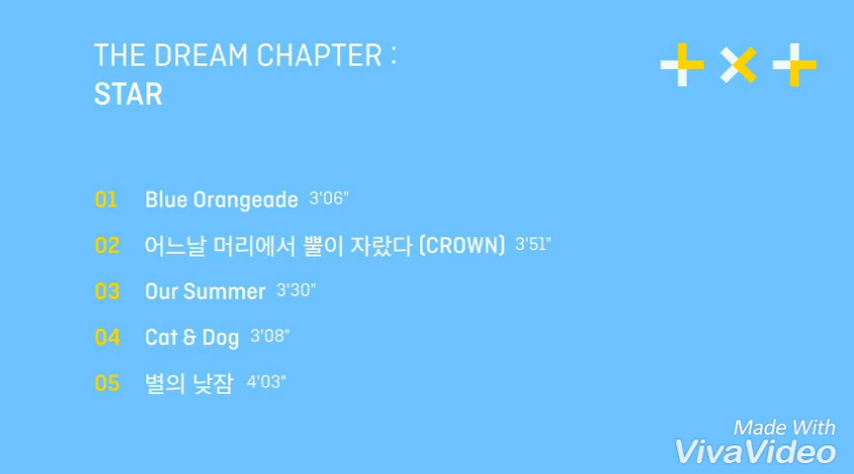 THE DREAM CHAPTER :
STAR
+ x +
01 Blue Orangeade 3'06"
02 어느날 머리에서 뿔이 자랐다 (CROWN) 3'51"
03 Our Summer 3'30"
04 Cat & Dog 3'08"
05 별의 낮잠 4'03"
Made With
VivaVideo